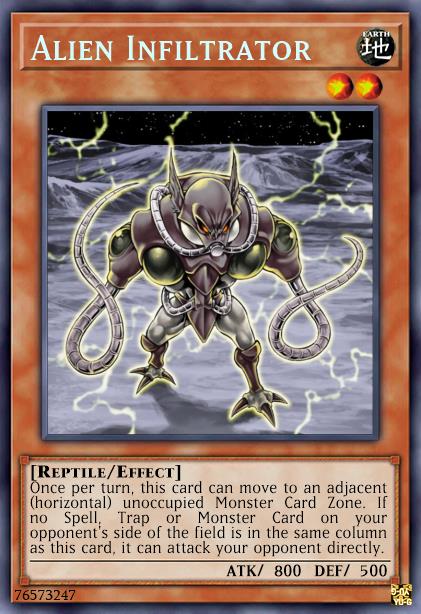 Alien Infiltrator
EARTH
地
[Reptile/Effect]
Once per turn, this card can move to an adjacent
(horizontal) unoccupied Monster Card Zone. If
no Spell, Trap or Monster Card on your
opponent's side of the field is in the same column
as this card, it can attack your opponent directly.
ATK/ 800 DEF/ 500
76573247